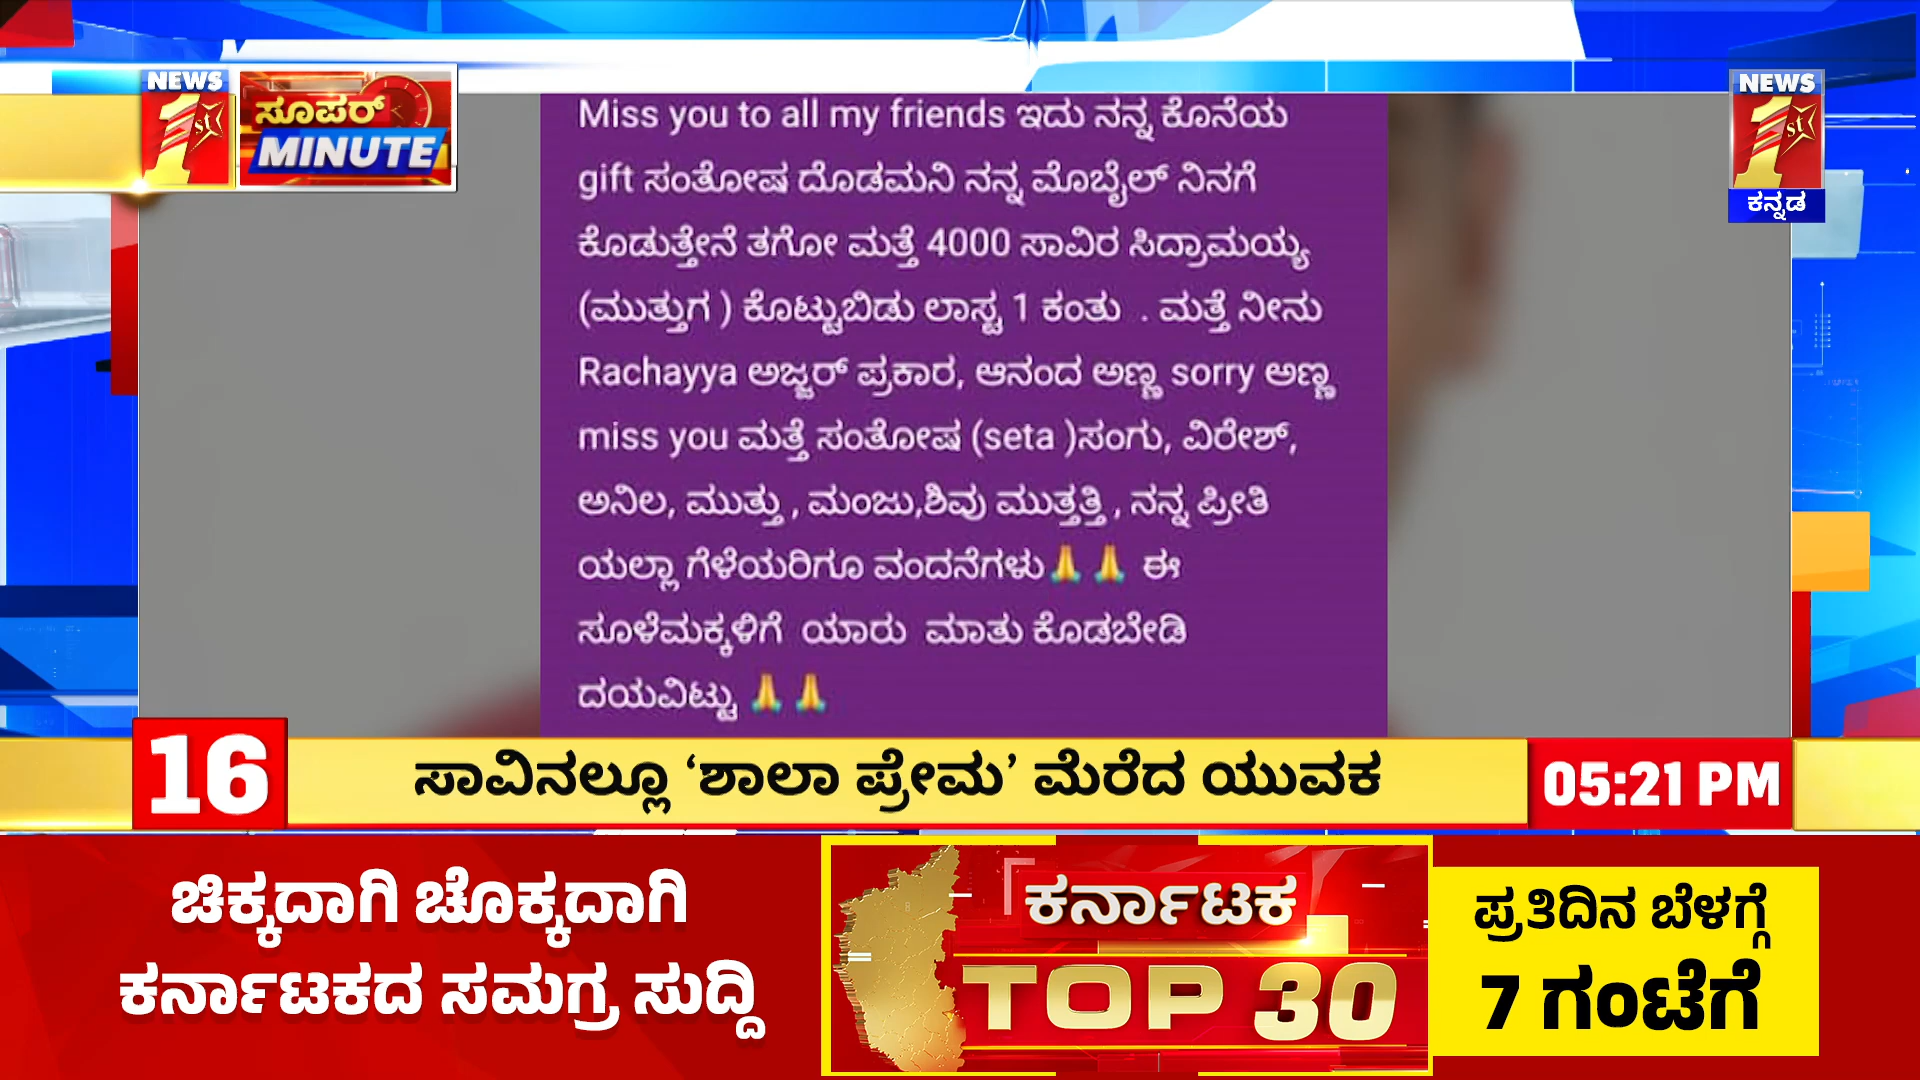 NEWS
1st
ಸೂಪರ್
MINUTE
NEWS
1st
ಕನ್ನಡ
Miss you to all my friends ಇದು ನನ್ನ ಕೊನೆಯ
gift ಸಂತೋಷ ದೊಡಮನಿ ನನ್ನ ಮೊಬೈಲ್ ನಿನಗೆ
ಕೊಡುತ್ತೇನೆ ತಗೋ ಮತ್ತೆ 4000 ಸಾವಿರ ಸಿದ್ರಾಮಯ್ಯ
(ಮುತ್ತುಗ ) ಕೊಟ್ಟುಬಿಡು ಲಾಸ್ಟ 1 ಕಂತು . ಮತ್ತೆ ನೀನು
Rachayya ಅಜ್ಜರ್ ಪ್ರಕಾರ, ಆನಂದ ಅಣ್ಣ sorry ಅಣ್ಣ
miss you ಮತ್ತೆ ಸಂತೋಷ (seta )ಸಂಗು, ವಿರೇಶ್,
ಅನಿಲ, ಮುತ್ತು , ಮಂಜು,ಶಿವು ಮುತ್ತತ್ತಿ , ನನ್ನ ಪ್ರೀತಿ
ಯಲ್ಲಾ ಗೆಳೆಯರಿಗೂ ವಂದನೆಗಳು🙏🙏 ಈ
ಸೂಳೆಮಕ್ಕಳಿಗೆ ಯಾರು ಮಾತು ಕೊಡಬೇಡಿ
ದಯವಿಟ್ಟು 🙏🙏
16
ಸಾವಿನಲ್ಲೂ ‘ಶಾಲಾ ಪ್ರೇಮ’ ಮೆರೆದ ಯುವಕ
05:21 PM
ಚಿಕ್ಕದಾಗಿ ಚೊಕ್ಕದಾಗಿ
ಕರ್ನಾಟಕದ ಸಮಗ್ರ ಸುದ್ದಿ
ಕರ್ನಾಟಕ
TOP 30
ಪ್ರತಿದಿನ ಬೆಳಗ್ಗೆ
7 ಗಂಟೆಗೆ